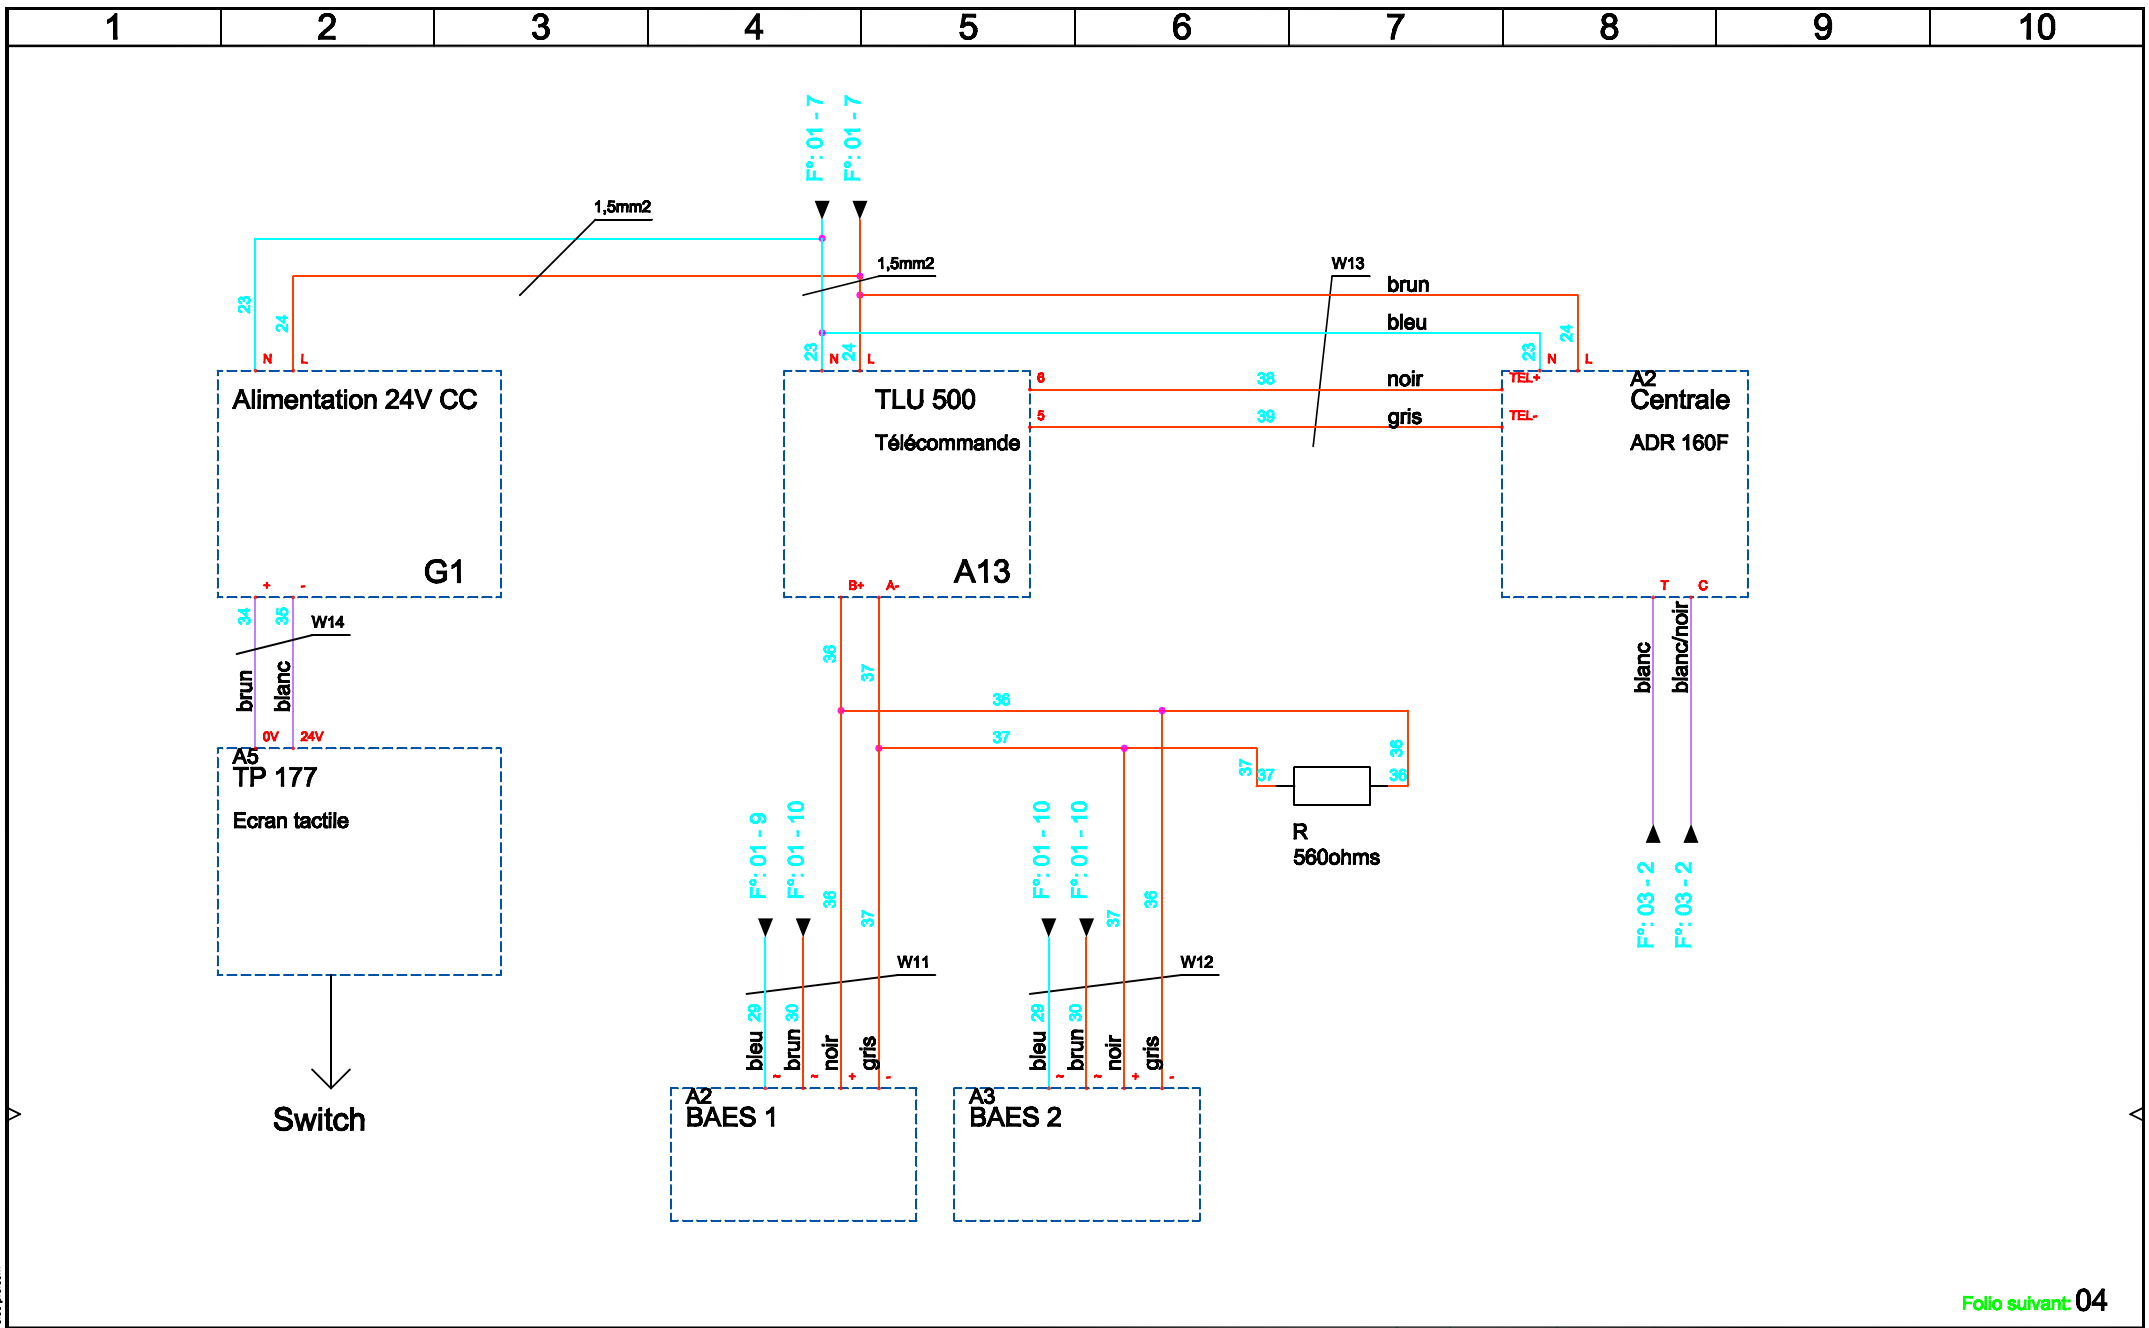 1 2 3 4 5 6 7 8 9 10
F°: 01 - 7
F°: 01 - 7
1,5mm2
1,5mm2
W13
brun
bleu
23
24
23
24
23
24
N L
N L
N L
Alimentation 24V CC
G1
TLU 500
Télécommande
A13
6
5
38
39
noir
gris
TEL+
TEL-
A2
Centrale
ADR 160F
+ -
B+ A-
T C
34
35
W14
brun
blanc
36
37
blanc
blanc/noir
36
37
0V 24V
A5
TP 177
Ecran tactile
37
37
36
36
R
560ohms
F°: 01 - 9
F°: 01 - 10
36
37
F°: 01 - 10
F°: 01 - 10
37
36
F°: 03 - 2
F°: 03 - 2
W11
W12
29
30
bleu
brun
noir
gris
29
30
bleu
brun
noir
gris
~ ~ + -
~ ~ + -
A2
BAES 1
A3
BAES 2
Switch
Folio suivant: 04